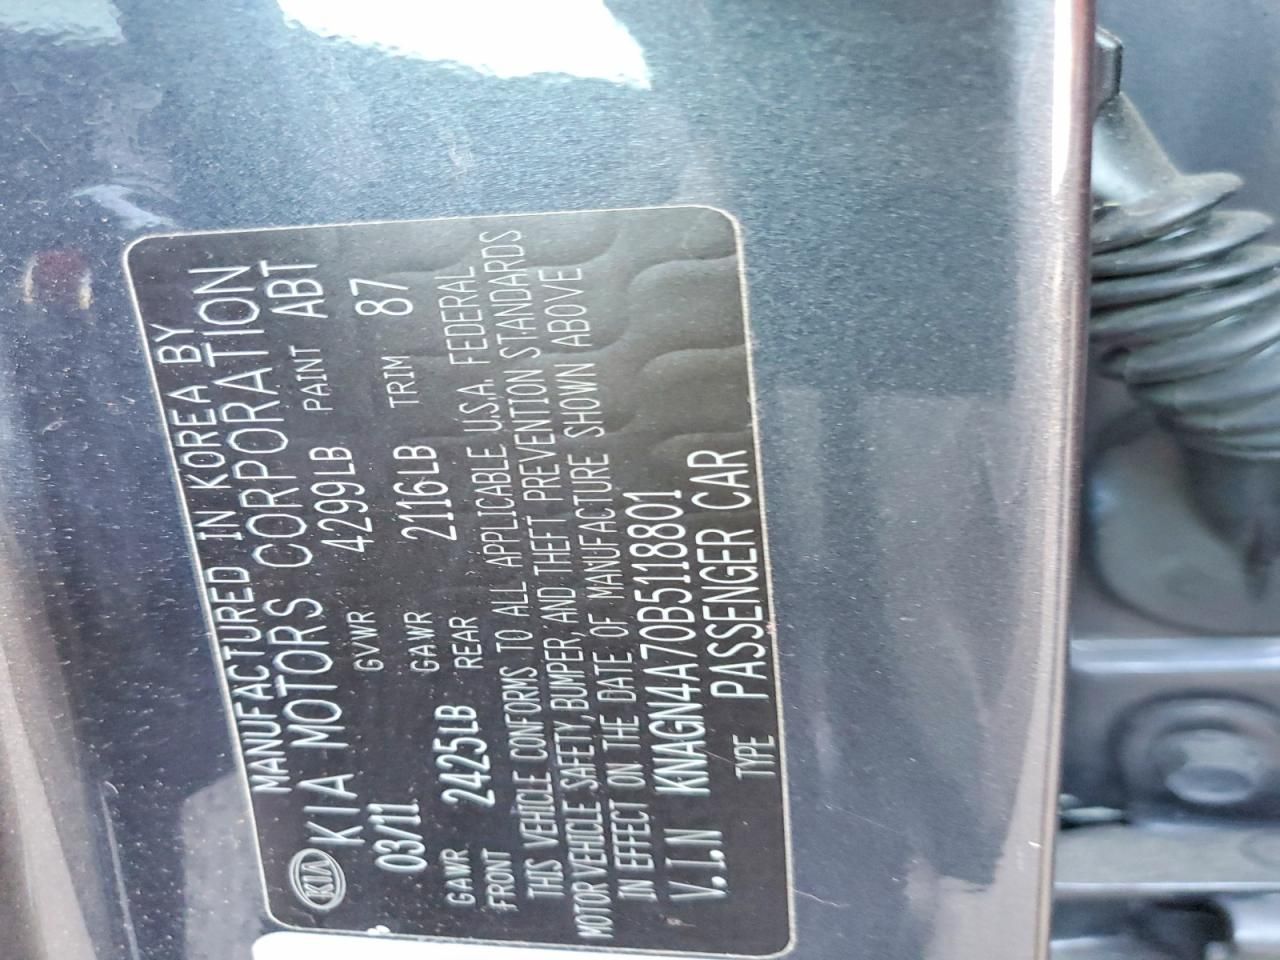 MANUFACTURED IN KOREA BY
KIA KIA MOTORS CORPORATION
03/11 GVWR 4299LB PAINT ABT
GAWR FRONT 2425LB GAWR REAR 2116LB TRIM 87
THIS VEHICLE CONFORMS TO ALL APPLICABLE U.S.A. FEDERAL
MOTOR VEHICLE SAFETY, BUMPER, AND THEFT PREVENTION STANDARDS
IN EFFECT ON THE DATE OF MANUFACTURE SHOWN ABOVE
V.I.N KNAGN4A70B5118801
TYPE PASSENGER CAR